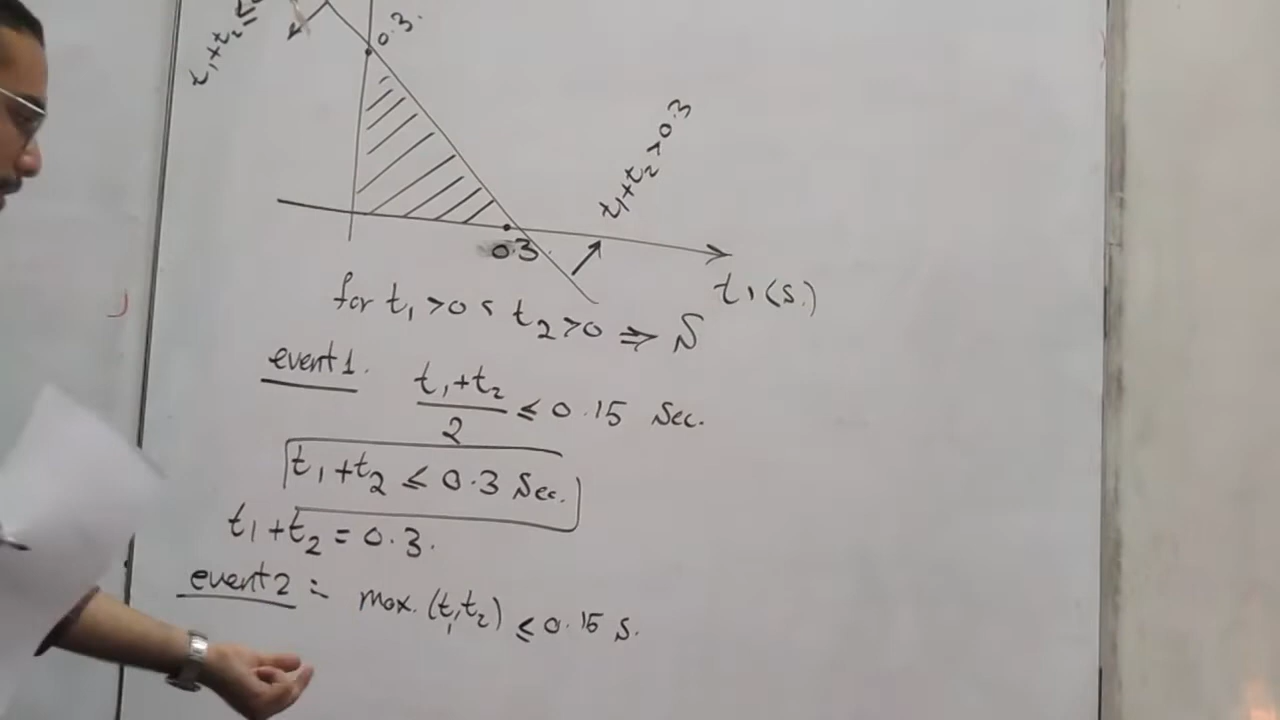 t₁+t₂ ≤
0.3.
t₁+t₂ > 0.3
0.3
t₁(s.)
for t₁>0 , t₂>0 ⇒ S
event 1. (t₁+t₂)/2 ≤ 0.15 Sec.
t₁+t₂ ≤ 0.3 Sec.
t₁+t₂ = 0.3.
event 2 :- max.(t₁,t₂) ≤ 0.15 S.